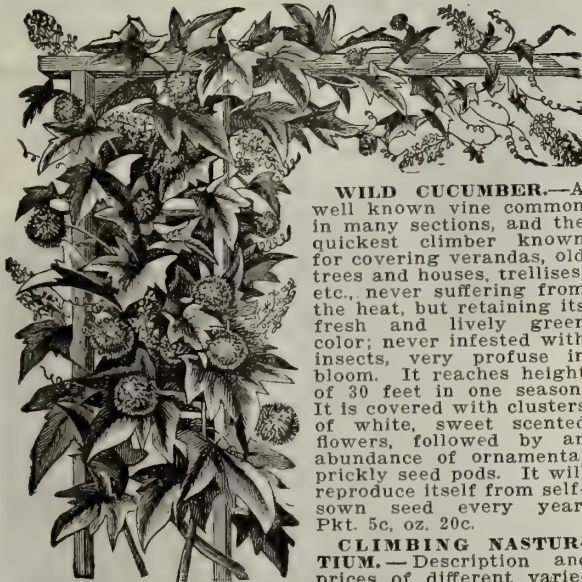 WILD CUCUMBER.—A
well known vine common
in many sections, and the
quickest climber known
for covering verandas, old
trees and houses, trellises
etc., never suffering from
the heat, but retaining its
fresh and lively green
color; never infested with
insects, very profuse in
bloom. It reaches height
of 30 feet in one season
It is covered with clusters
of white, sweet scented
flowers, followed by an
abundance of ornamenta
prickly seed pods. It wil
reproduce itself from self-
sown seed every year
Pkt. 5c, oz. 20c.
CLIMBING NASTUR-
TIUM.—Description and
prices of different varie